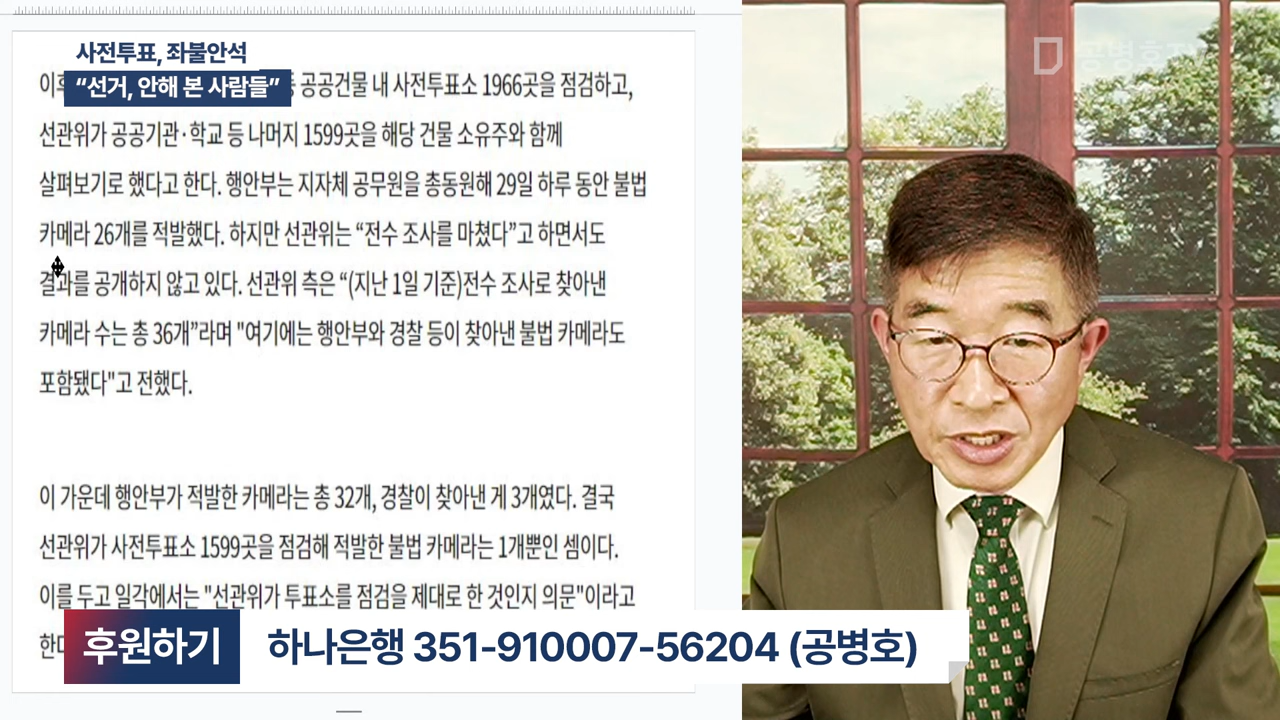 사전투표, 좌불안석
“선거, 안해 본 사람들”
공공건물 내 사전투표소 1966곳을 점검하고,
선관위가 공공기관·학교 등 나머지 1599곳을 해당 건물 소유주와 함께
살펴보기로 했다고 한다. 행안부는 지자체 공무원을 총동원해 29일 하루 동안 불법
카메라 26개를 적발했다. 하지만 선관위는 “전수 조사를 마쳤다”고 하면서도
결과를 공개하지 않고 있다. 선관위 측은 “(지난 1일 기준)전수 조사로 찾아낸
카메라 수는 총 36개”라며 "여기에는 행안부와 경찰 등이 찾아낸 불법 카메라도
포함됐다"고 전했다.
이 가운데 행안부가 적발한 카메라는 총 32개, 경찰이 찾아낸 게 3개였다. 결국
선관위가 사전투표소 1599곳을 점검해 적발한 불법 카메라는 1개뿐인 셈이다.
이를 두고 일각에서는 "선관위가 투표소를 점검을 제대로 한 것인지 의문"이라고
후원하기
하나은행 351-910007-56204 (공병호)